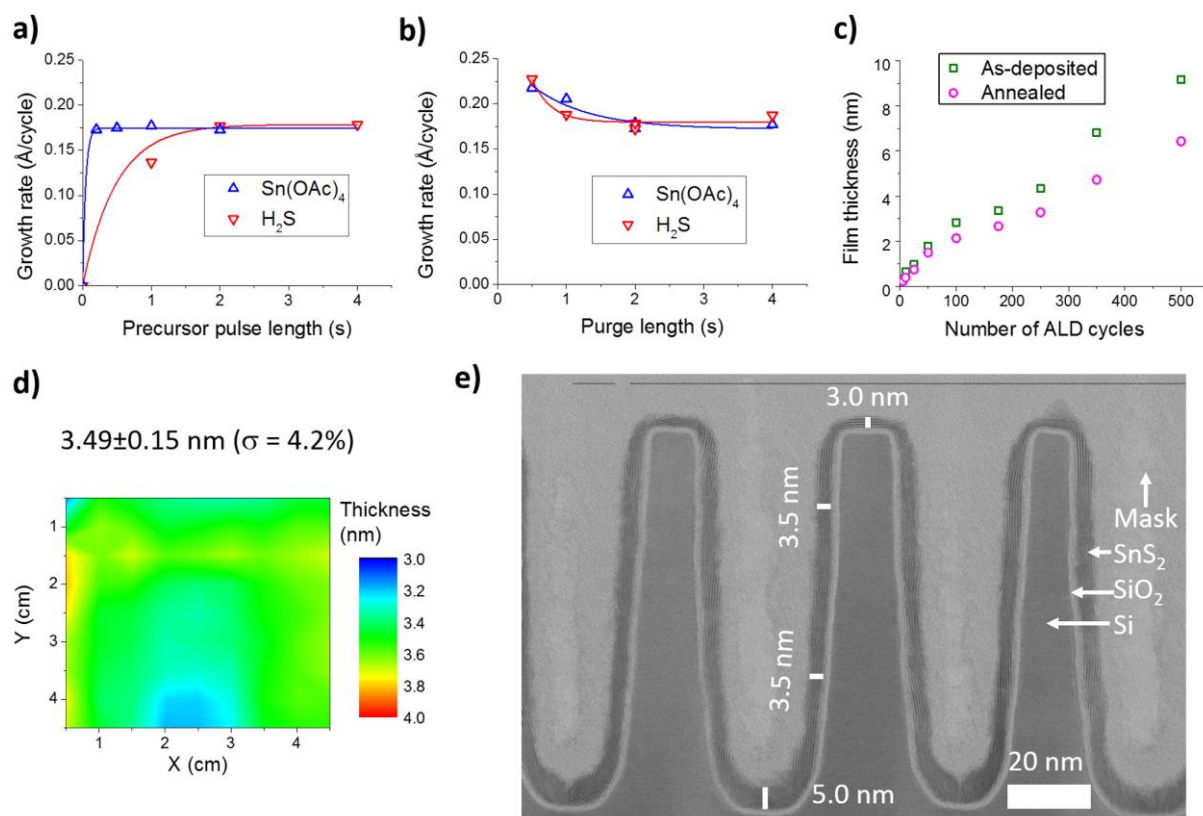 a)
0.25
0.20
0.15
0.10
0.05
0.00
Growth rate (Å/cycle)
0 1 2 3 4
Precursor pulse length (s)
Sn(OAc)4
H2S
b)
0.25
0.20
0.15
0.10
0.05
0.00
Growth rate (Å/cycle)
0 1 2 3 4
Purge length (s)
Sn(OAc)4
H2S
c)
10
8
6
4
2
0
Film thickness (nm)
0 100 200 300 400 500
Number of ALD cycles
As-deposited
Annealed
d)
3.49±0.15 nm (σ = 4.2%)
1
2
3
4
Y (cm)
1 2 3 4
X (cm)
Thickness
(nm)
3.0
3.2
3.4
3.6
3.8
4.0
e)
3.0 nm
3.5 nm
3.5 nm
5.0 nm
Mask
SnS2
SiO2
Si
20 nm